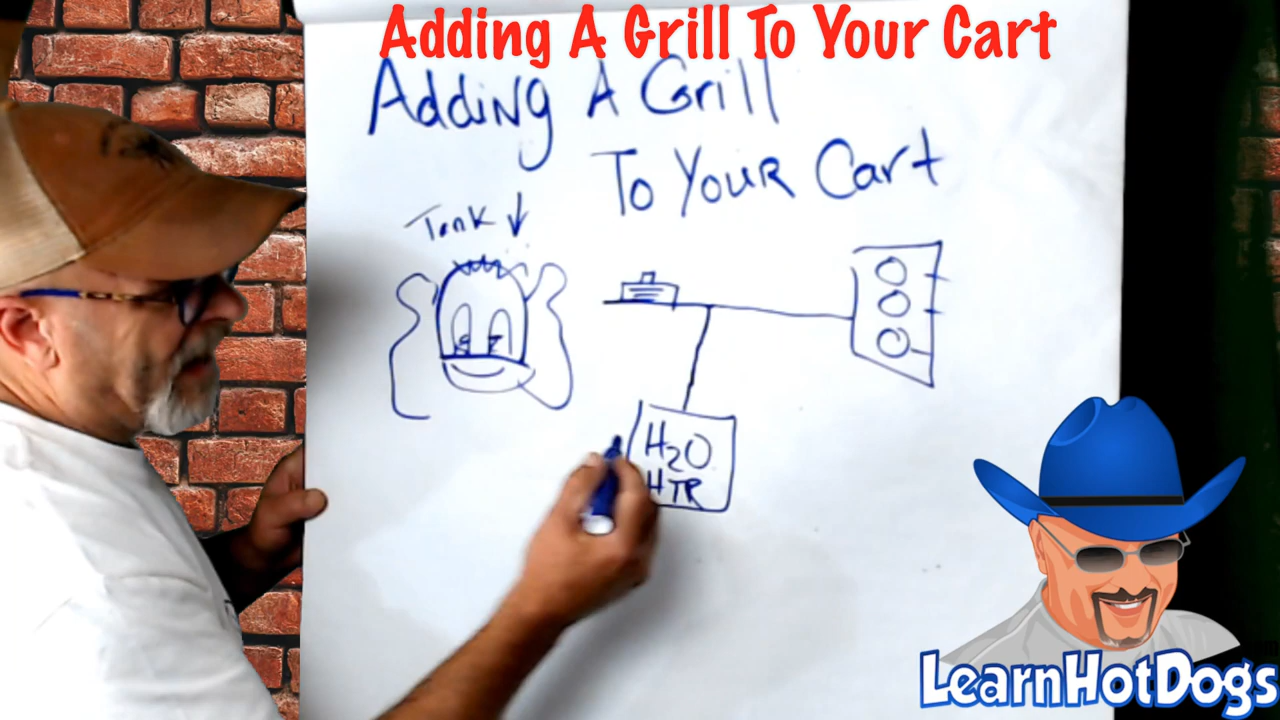 Adding A Grill To Your Cart
Adding A Grill
To Your Cart
Tank
H2O
HTR
LearnHotDogs